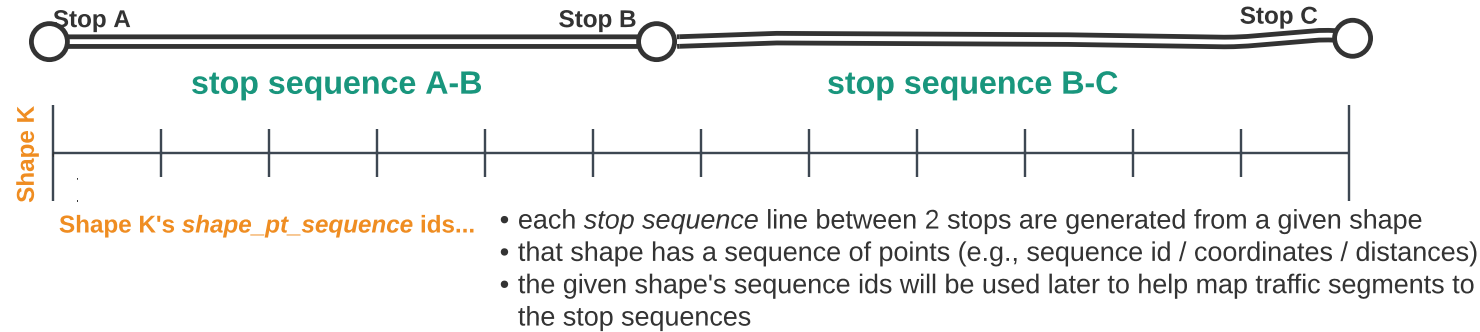 Stop A
Stop B
Stop C
stop sequence A-B
stop sequence B-C
Shape K
Shape K's shape_pt_sequence ids...
• each stop sequence line between 2 stops are generated from a given shape
• that shape has a sequence of points (e.g., sequence id / coordinates / distances)
• the given shape's sequence ids will be used later to help map traffic segments to
the stop sequences